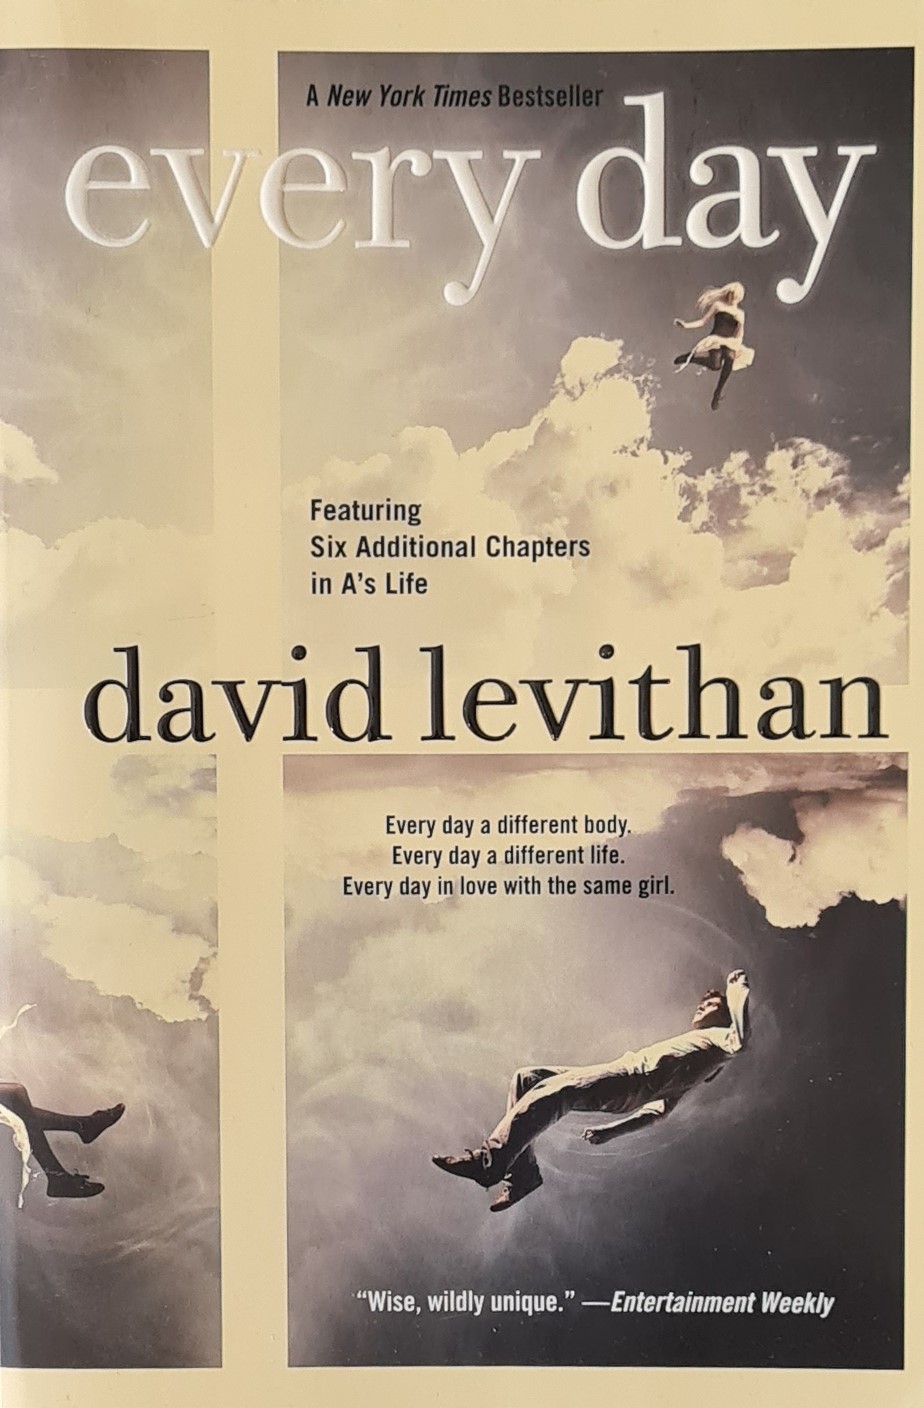 A New York Times Bestseller
every day
Featuring
Six Additional Chapters
in A's Life
david levithan
Every day a different body.
Every day a different life.
Every day in love with the same girl.
“Wise, wildly unique.” —Entertainment Weekly